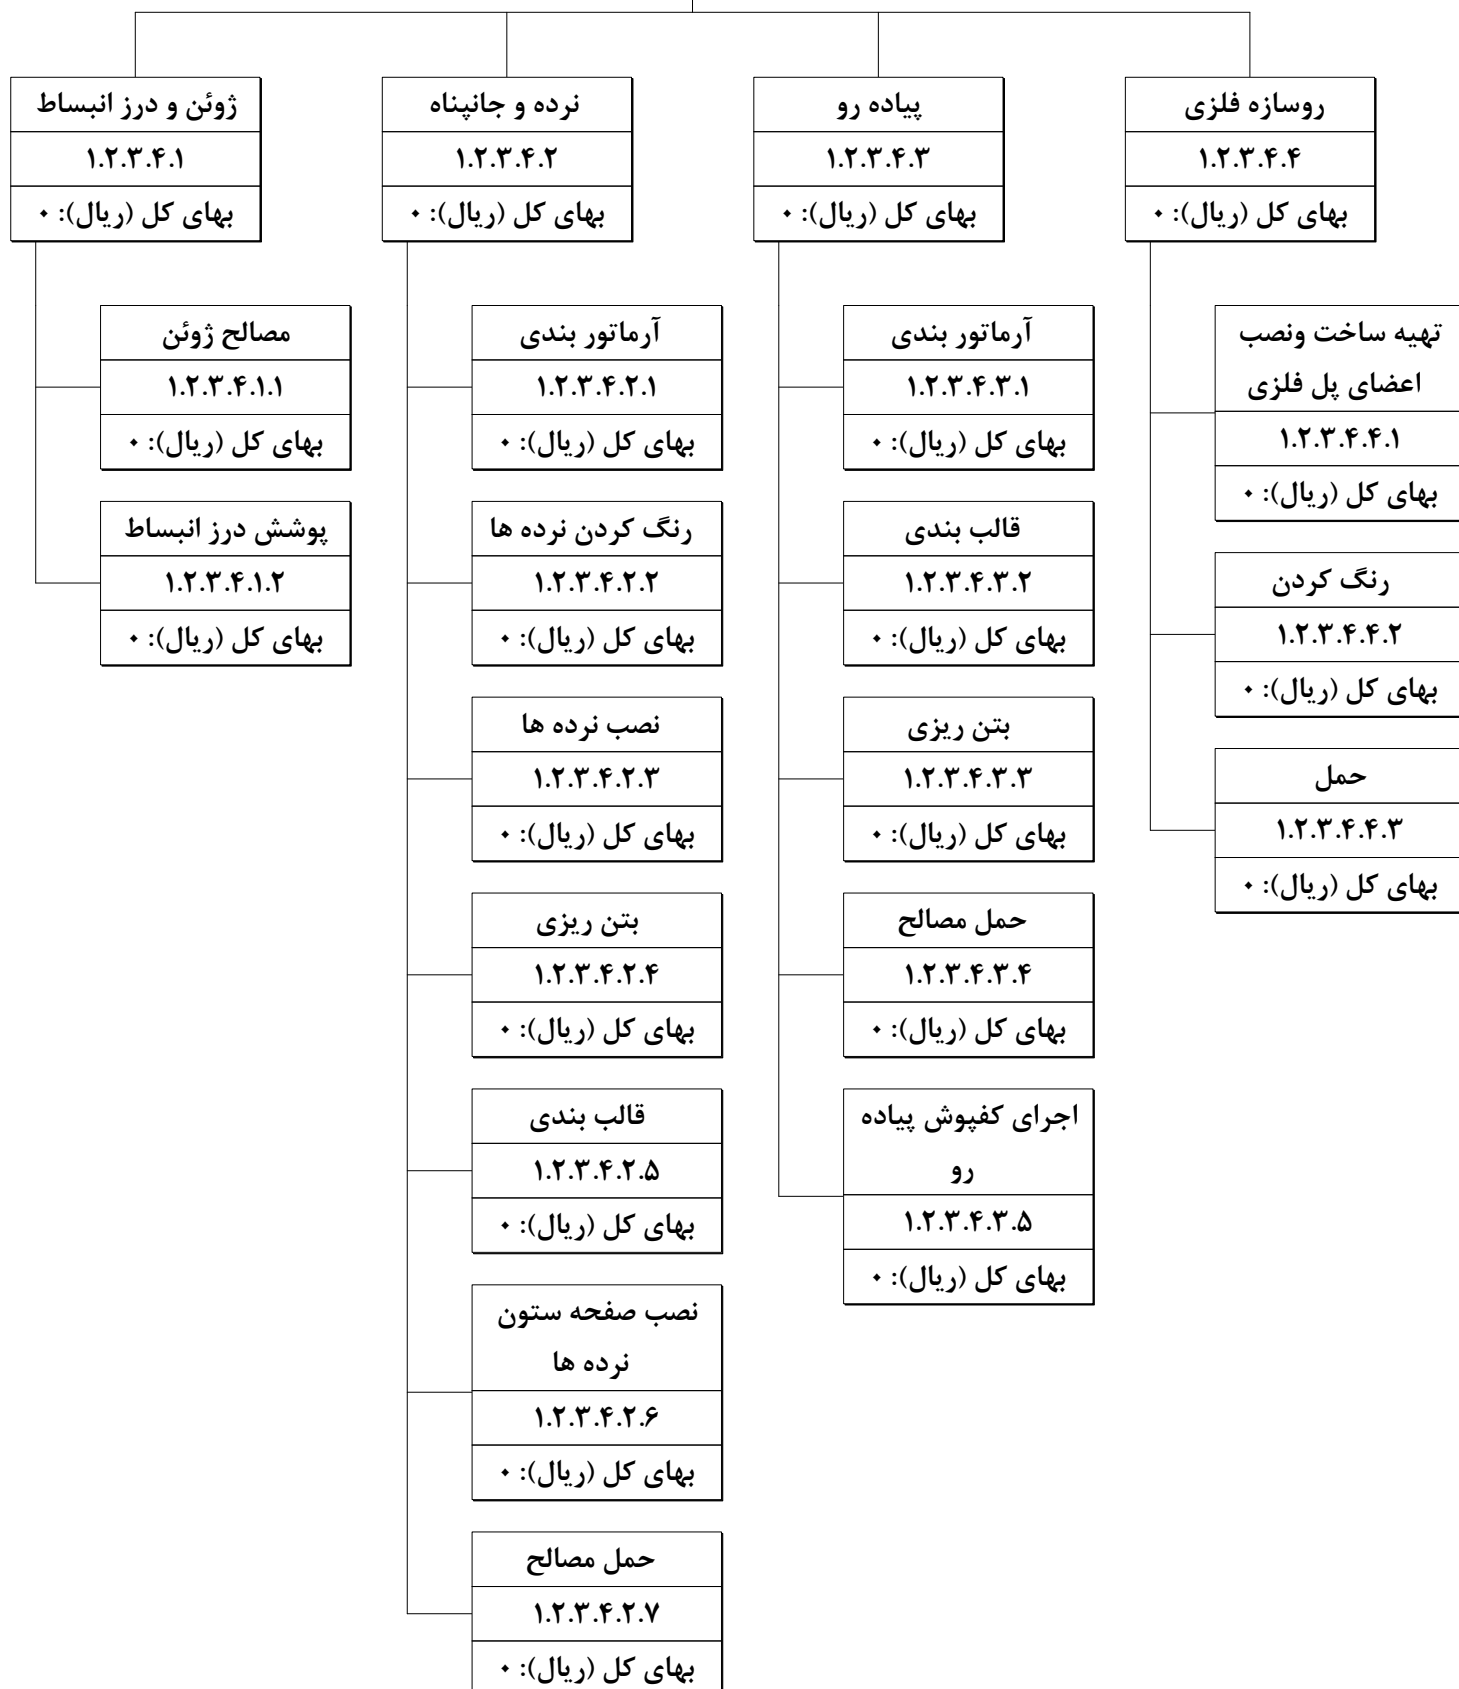 ژوئن و درز انبساط
۱.۲.۳.۴.۱
بهای کل (ریال): ۰
نرده و جانپناه
۱.۲.۳.۴.۲
بهای کل (ریال): ۰
پیاده رو
۱.۲.۳.۴.۳
بهای کل (ریال): ۰
روسازه فلزی
۱.۲.۳.۴.۴
بهای کل (ریال): ۰
مصالح ژوئن
۱.۲.۳.۴.۱.۱
بهای کل (ریال): ۰
پوشش درز انبساط
۱.۲.۳.۴.۱.۲
بهای کل (ریال): ۰
آرماتور بندی
۱.۲.۳.۴.۲.۱
بهای کل (ریال): ۰
رنگ کردن نرده ها
۱.۲.۳.۴.۲.۲
بهای کل (ریال): ۰
نصب نرده ها
۱.۲.۳.۴.۲.۳
بهای کل (ریال): ۰
بتن ریزی
۱.۲.۳.۴.۲.۴
بهای کل (ریال): ۰
قالب بندی
۱.۲.۳.۴.۲.۵
بهای کل (ریال): ۰
نصب صفحه ستون
نرده ها
۱.۲.۳.۴.۲.۶
بهای کل (ریال): ۰
حمل مصالح
۱.۲.۳.۴.۲.۷
بهای کل (ریال): ۰
آرماتور بندی
۱.۲.۳.۴.۳.۱
بهای کل (ریال): ۰
قالب بندی
۱.۲.۳.۴.۳.۲
بهای کل (ریال): ۰
بتن ریزی
۱.۲.۳.۴.۳.۳
بهای کل (ریال): ۰
حمل مصالح
۱.۲.۳.۴.۳.۴
بهای کل (ریال): ۰
اجرای کفپوش پیاده
رو
۱.۲.۳.۴.۳.۵
بهای کل (ریال): ۰
تهیه ساخت ونصب
اعضای پل فلزی
۱.۲.۳.۴.۴.۱
بهای کل (ریال): ۰
رنگ کردن
۱.۲.۳.۴.۴.۲
بهای کل (ریال): ۰
حمل
۱.۲.۳.۴.۴.۳
بهای کل (ریال): ۰